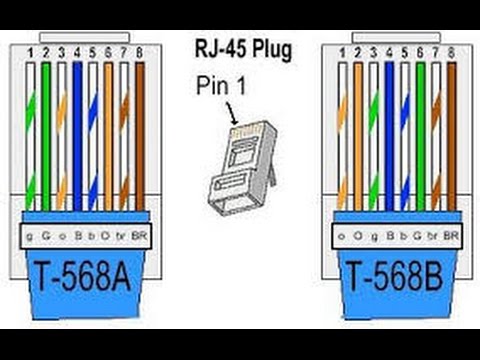 RJ-45 Plug
Pin 1
1 2 3 4 5 6 7 8
g G o B b O br BR
T-568A
1 2 3 4 5 6 7 8
o O g B b G br BR
T-568B